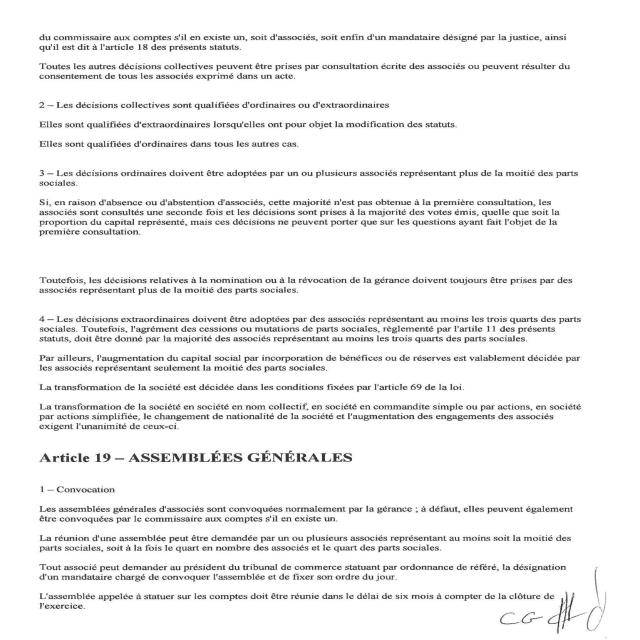 du commissaire aux comptes s'il en existe un, soit d'associés, soit enfin d'un mandataire désigné par la justice, ainsi
qu'il est dit à l'article 18 des présents statuts.
Toutes les autres décisions collectives peuvent être prises par consultation écrite des associés ou peuvent résulter du
consentement de tous les associés exprimé dans un acte.
2 – Les décisions collectives sont qualifiées d'ordinaires ou d'extraordinaires
Elles sont qualifiées d'extraordinaires lorsqu'elles ont pour objet la modification des statuts.
Elles sont qualifiées d'ordinaires dans tous les autres cas.
3 – Les décisions ordinaires doivent être adoptées par un ou plusieurs associés représentant plus de la moitié des parts
sociales.
Si, en raison d'absence ou d'abstention d'associés, cette majorité n'est pas obtenue à la première consultation, les
associés sont consultés une seconde fois et les décisions sont prises à la majorité des votes émis, quelle que soit la
proportion du capital représenté, mais ces décisions ne peuvent porter que sur les questions ayant fait l'objet de la
première consultation.
Toutefois, les décisions relatives à la nomination ou à la révocation de la gérance doivent toujours être prises par des
associés représentant plus de la moitié des parts sociales.
4 – Les décisions extraordinaires doivent être adoptées par des associés représentant au moins les trois quarts des parts
sociales. Toutefois, l'agrément des cessions ou mutations de parts sociales, règlementé par l'artile 11 des présents
statuts, doit être donné par la majorité des associés représentant au moins les trois quarts des parts sociales.
Par ailleurs, l'augmentation du capital social par incorporation de bénéfices ou de réserves est valablement décidée par
les associés représentant seulement la moitié des parts sociales.
La transformation de la société est décidée dans les conditions fixées par l'article 69 de la loi.
La transformation de la société en société en nom collectif, en société en commandite simple ou par actions, en société
par actions simplifiée, le changement de nationalité de la société et l'augmentation des engagements des associés
exigent l'unanimité de ceux-ci.
Article 19 – ASSEMBLÉES GÉNÉRALES
1 – Convocation
Les assemblées générales d'associés sont convoquées normalement par la gérance ; à défaut, elles peuvent également
être convoquées par le commissaire aux comptes s'il en existe un.
La réunion d'une assemblée peut être demandée par un ou plusieurs associés représentant au moins soit la moitié des
parts sociales, soit à la fois le quart en nombre des associés et le quart des parts sociales.
Tout associé peut demander au président du tribunal de commerce statuant par ordonnance de référé, la désignation
d'un mandataire chargé de convoquer l'assemblée et de fixer son ordre du jour.
L'assemblée appelée à statuer sur les comptes doit être réunie dans le délai de six mois à compter de la clôture de
l'exercice.
CG